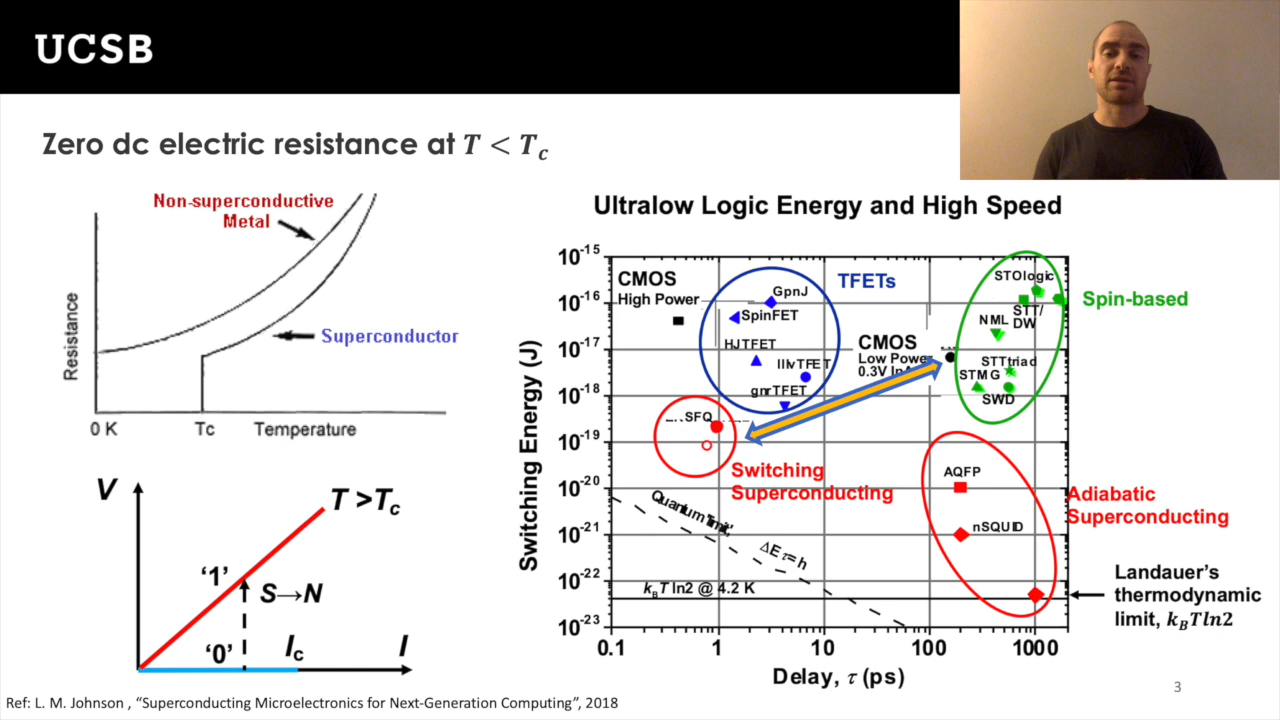 UCSB
Zero dc electric resistance at T < Tc
Non-superconductive
Metal
Superconductor
Resistance
0 K
Tc
Temperature
V
T >Tc
'1'
S→N
'0'
Ic
I
Ultralow Logic Energy and High Speed
Switching Energy (J)
10-15
10-16
10-17
10-18
10-19
10-20
10-21
10-22
10-23
CMOS
High Power
TFETs
GpnJ
SpinFET
HJTFET
IIIvTFET
gnrTFET
CMOS
Low Power
0.3V
STOlogic
Spin-based
STT/
DW
NML
STTtriad
STMG
SWD
SFQ
Switching
Superconducting
AQFP
Adiabatic
Superconducting
nSQUID
Quantum limit'
ΔE τ=h
kBT ln2 @ 4.2 K
Landauer's
thermodynamic
limit, kBTln2
0.1
1
10
100
1000
Delay, τ (ps)
3
Ref: L. M. Johnson , “Superconducting Microelectronics for Next-Generation Computing”, 2018